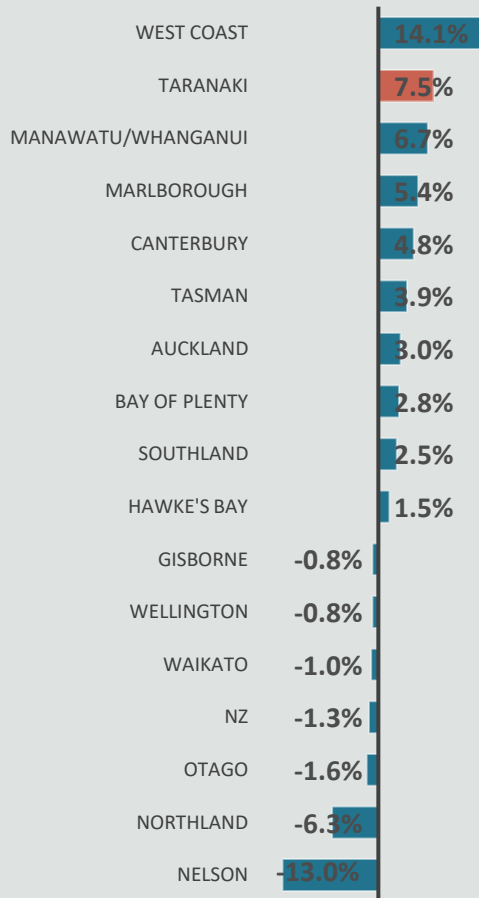 WEST COAST 14.1%
TARANAKI 7.5%
MANAWATU/WHANGANUI 6.7%
MARLBOROUGH 5.4%
CANTERBURY 4.8%
TASMAN 3.9%
AUCKLAND 3.0%
BAY OF PLENTY 2.8%
SOUTHLAND 2.5%
HAWKE'S BAY 1.5%
GISBORNE -0.8%
WELLINGTON -0.8%
WAIKATO -1.0%
NZ -1.3%
OTAGO -1.6%
NORTHLAND -6.3%
NELSON -13.0%